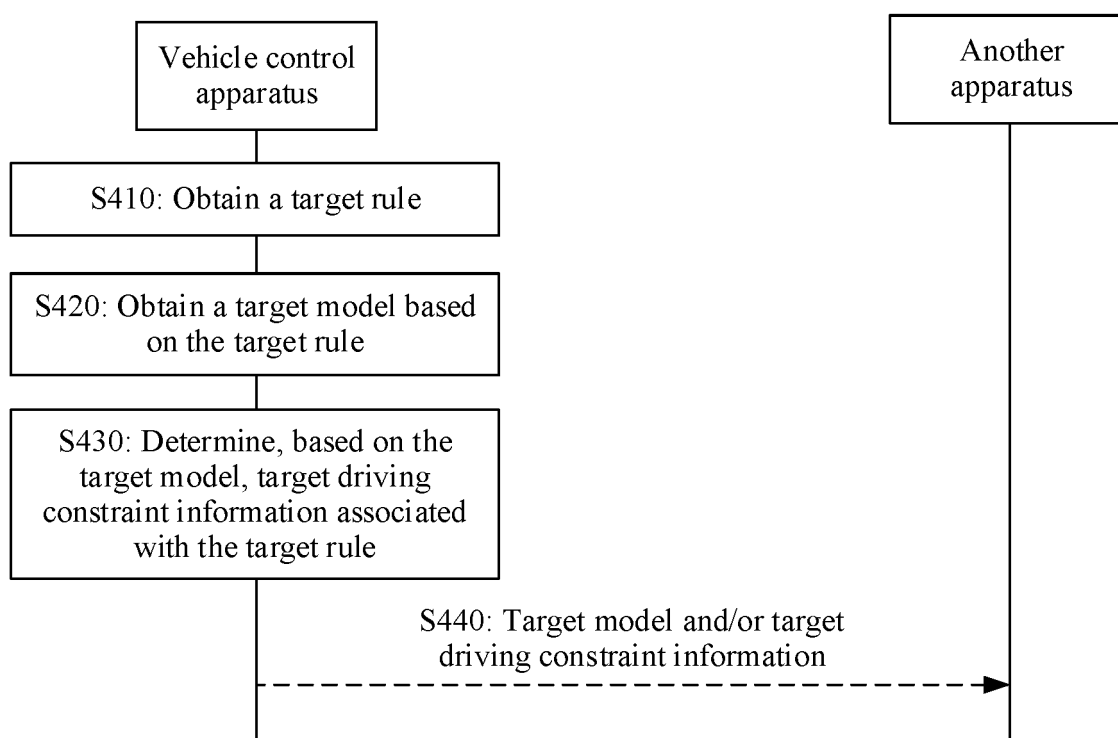 Vehicle control
apparatus
Another
apparatus
S410: Obtain a target rule
S420: Obtain a target model based
on the target rule
S430: Determine, based on the
target model, target driving
constraint information associated
with the target rule
S440: Target model and/or target
driving constraint information